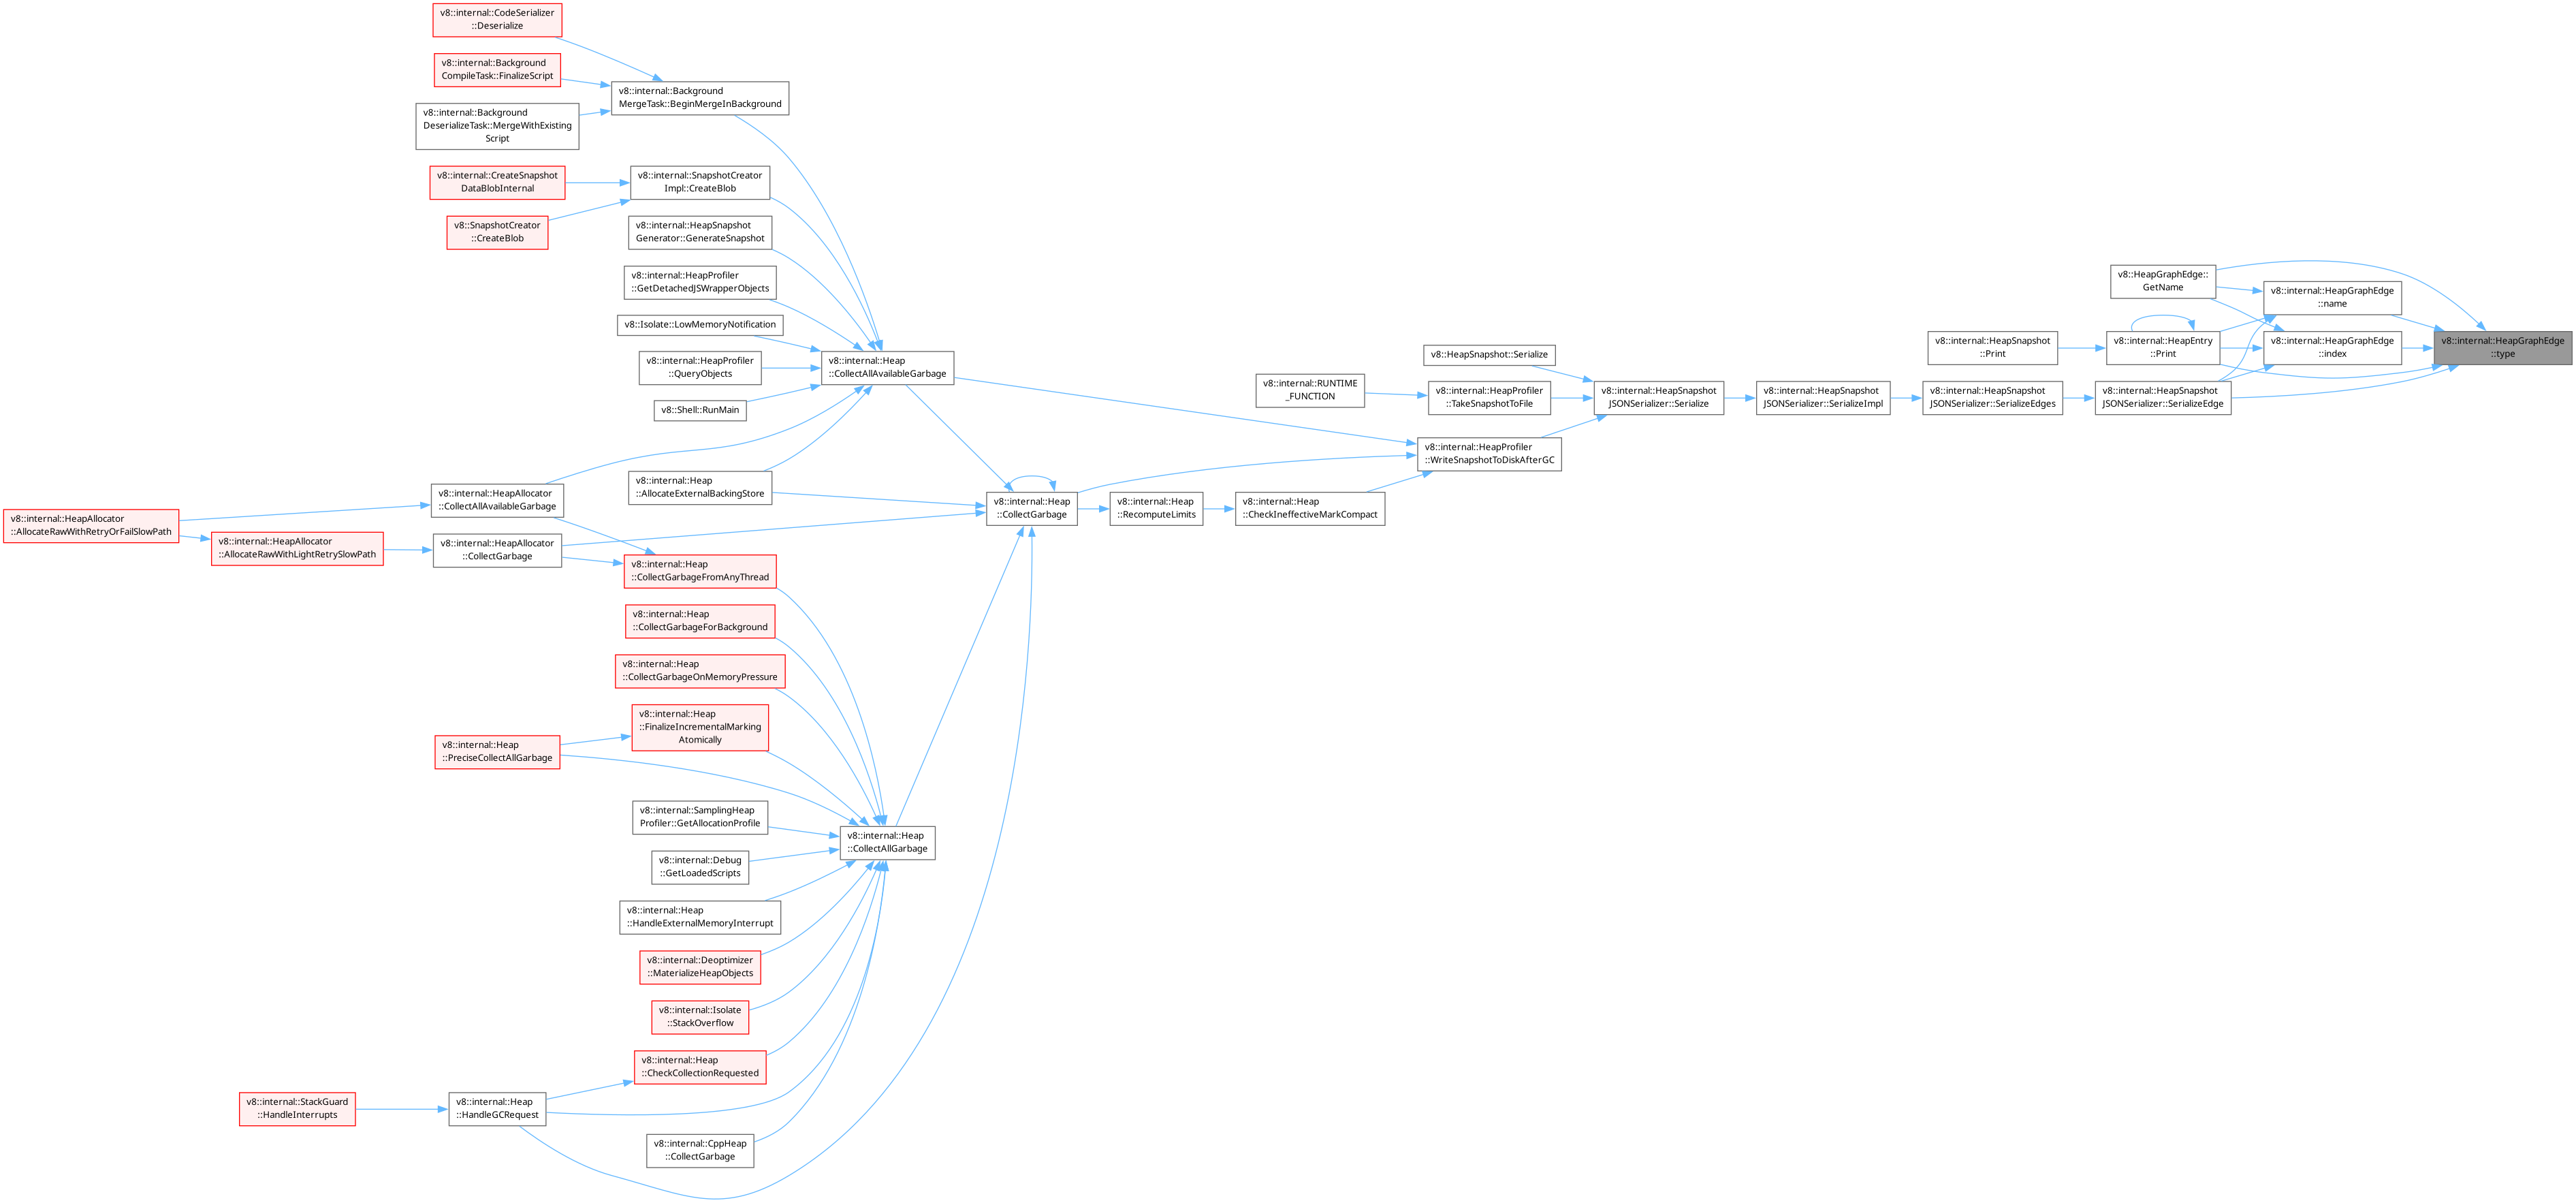 v8::internal::CodeSerializer
::Deserialize
v8::internal::Background
CompileTask::FinalizeScript
v8::internal::Background
MergeTask::BeginMergeInBackground
v8::internal::Background
DeserializeTask::MergeWithExisting
Script
v8::internal::CreateSnapshot
DataBlobInternal
v8::internal::SnapshotCreator
Impl::CreateBlob
v8::SnapshotCreator
::CreateBlob
v8::internal::HeapSnapshot
Generator::GenerateSnapshot
v8::internal::HeapProfiler
::GetDetachedJSWrapperObjects
v8::Isolate::LowMemoryNotification
v8::internal::HeapProfiler
::QueryObjects
v8::Shell::RunMain
v8::internal::Heap
::CollectAllAvailableGarbage
v8::HeapGraphEdge::
GetName
v8::internal::HeapGraphEdge
::name
v8::internal::HeapSnapshot
::Print
v8::internal::HeapEntry
::Print
v8::internal::HeapGraphEdge
::index
v8::internal::HeapGraphEdge
::type
v8::HeapSnapshot::Serialize
v8::internal::RUNTIME
_FUNCTION
v8::internal::HeapProfiler
::TakeSnapshotToFile
v8::internal::HeapSnapshot
JSONSerializer::Serialize
v8::internal::HeapSnapshot
JSONSerializer::SerializeImpl
v8::internal::HeapSnapshot
JSONSerializer::SerializeEdges
v8::internal::HeapSnapshot
JSONSerializer::SerializeEdge
v8::internal::HeapProfiler
::WriteSnapshotToDiskAfterGC
v8::internal::HeapAllocator
::AllocateRawWithRetryOrFailSlowPath
v8::internal::HeapAllocator
::AllocateRawWithLightRetrySlowPath
v8::internal::HeapAllocator
::CollectAllAvailableGarbage
v8::internal::HeapAllocator
::CollectGarbage
v8::internal::Heap
::AllocateExternalBackingStore
v8::internal::Heap
::CollectGarbage
v8::internal::Heap
::RecomputeLimits
v8::internal::Heap
::CheckIneffectiveMarkCompact
v8::internal::Heap
::CollectGarbageFromAnyThread
v8::internal::Heap
::CollectGarbageForBackground
v8::internal::Heap
::CollectGarbageOnMemoryPressure
v8::internal::Heap
::FinalizeIncrementalMarking
Atomically
v8::internal::Heap
::PreciseCollectAllGarbage
v8::internal::SamplingHeap
Profiler::GetAllocationProfile
v8::internal::Heap
::CollectAllGarbage
v8::internal::Debug
::GetLoadedScripts
v8::internal::Heap
::HandleExternalMemoryInterrupt
v8::internal::Deoptimizer
::MaterializeHeapObjects
v8::internal::Isolate
::StackOverflow
v8::internal::Heap
::CheckCollectionRequested
v8::internal::StackGuard
::HandleInterrupts
v8::internal::Heap
::HandleGCRequest
v8::internal::CppHeap
::CollectGarbage